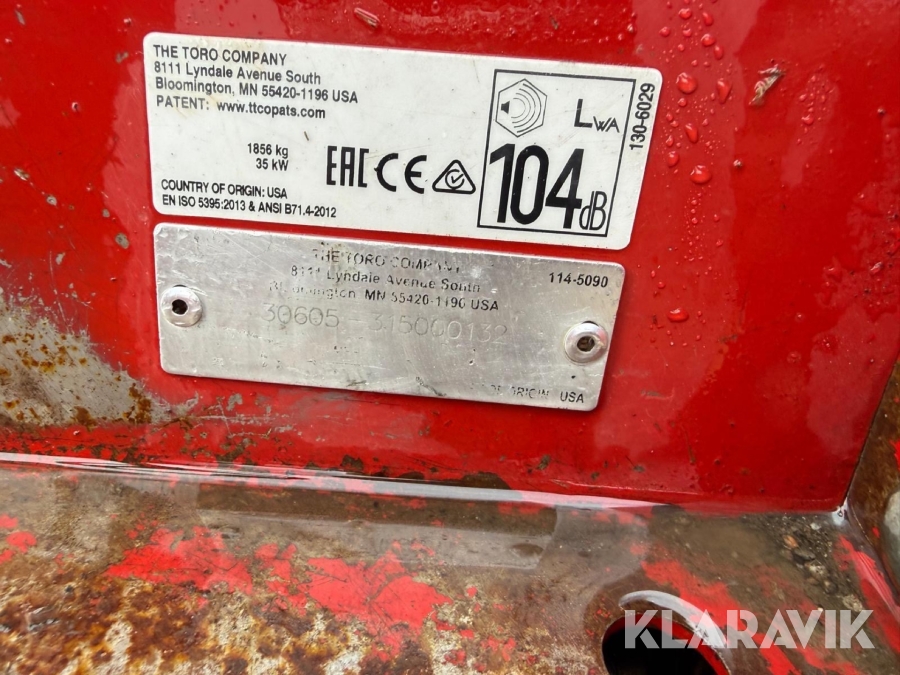 THE TORO COMPANY
8111 Lyndale Avenue South
Bloomington, MN 55420-1196 USA
PATENT: www.ttcopats.com
1856 kg
35 kW
EAC CE
COUNTRY OF ORIGIN: USA
EN ISO 5395:2013 & ANSI B71.4-2012
LWA
104dB
130-6029
THE TORO COMPANY
8111 Lyndale Avenue South
Bloomington, MN 55420-1196 USA
114-5090
30605-315000132
ORIGIN: USA
KLARAVIK